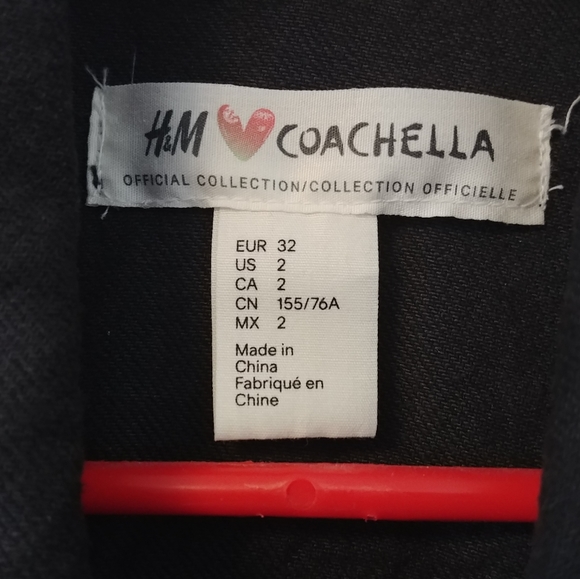 H&M COACHELLA
OFFICIAL COLLECTION/COLLECTION OFFICIELLE
EUR 32
US 2
CA 2
CN 155/76A
MX 2
Made in
China
Fabriqué en
Chine